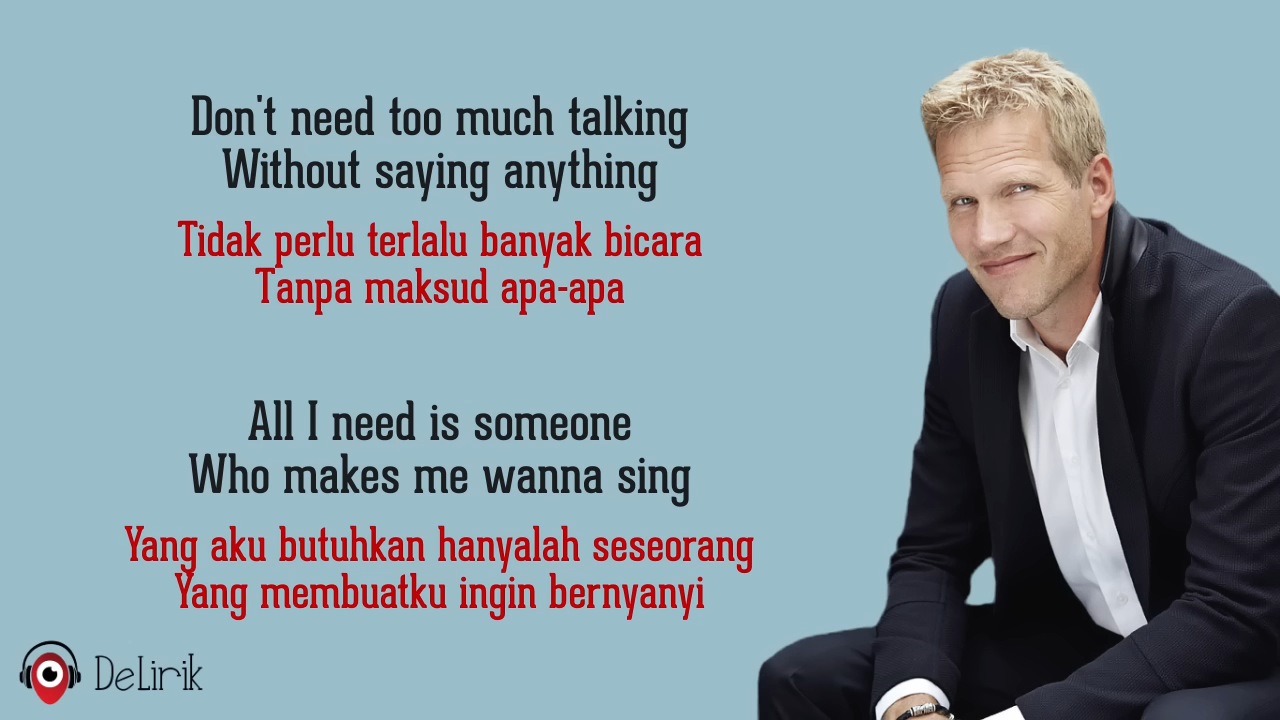 Don't need too much talking
Without saying anything
Tidak perlu terlalu banyak bicara
Tanpa maksud apa-apa
All I need is someone
Who makes me wanna sing
Yang aku butuhkan hanyalah seseorang
Yang membuatku ingin bernyanyi
DeLirik